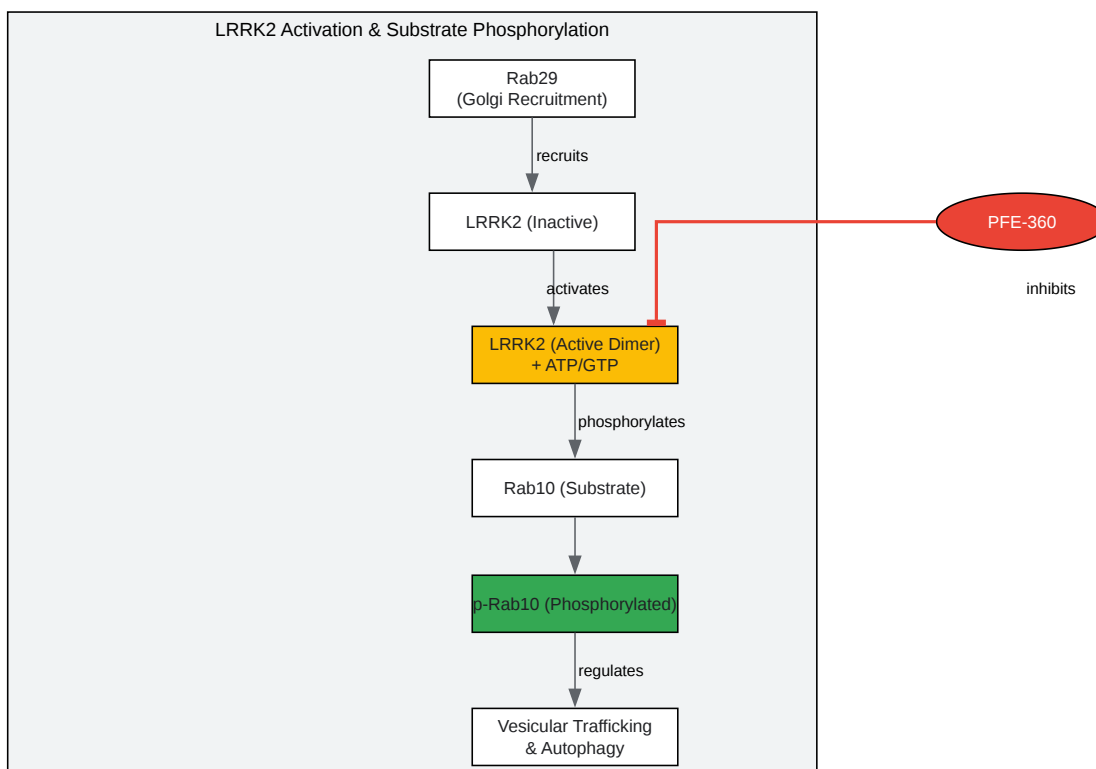 LRRK2 Activation & Substrate Phosphorylation
Rab29
(Golgi Recruitment)
recruits
LRRK2 (Inactive)
PFE-360
activates
inhibits
LRRK2 (Active Dimer)
+ ATP/GTP
phosphorylates
Rab10 (Substrate)
p-Rab10 (Phosphorylated)
regulates
Vesicular Trafficking
& Autophagy